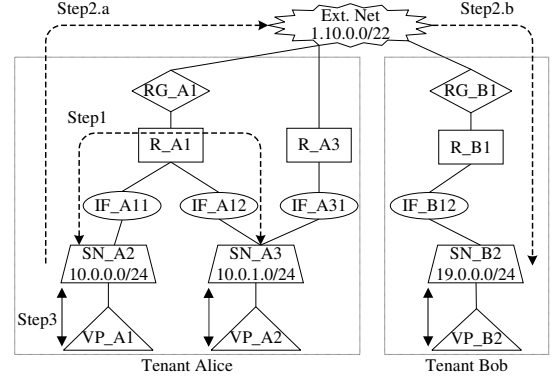 Step2.a
Ext. Net
1.10.0.0/22
Step2.b
RG_A1
RG_B1
Step1
R_A1
R_A3
R_B1
IF_A11
IF_A12
IF_A31
IF_B12
SN_A2
10.0.0.0/24
SN_A3
10.0.1.0/24
SN_B2
19.0.0.0/24
Step3
VP_A1
VP_A2
VP_B2
Tenant Alice
Tenant Bob